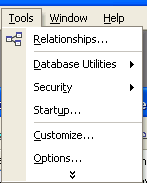 Tools Window Help
Relationships...
Database Utilities
Security
Startup...
Customize...
Options...